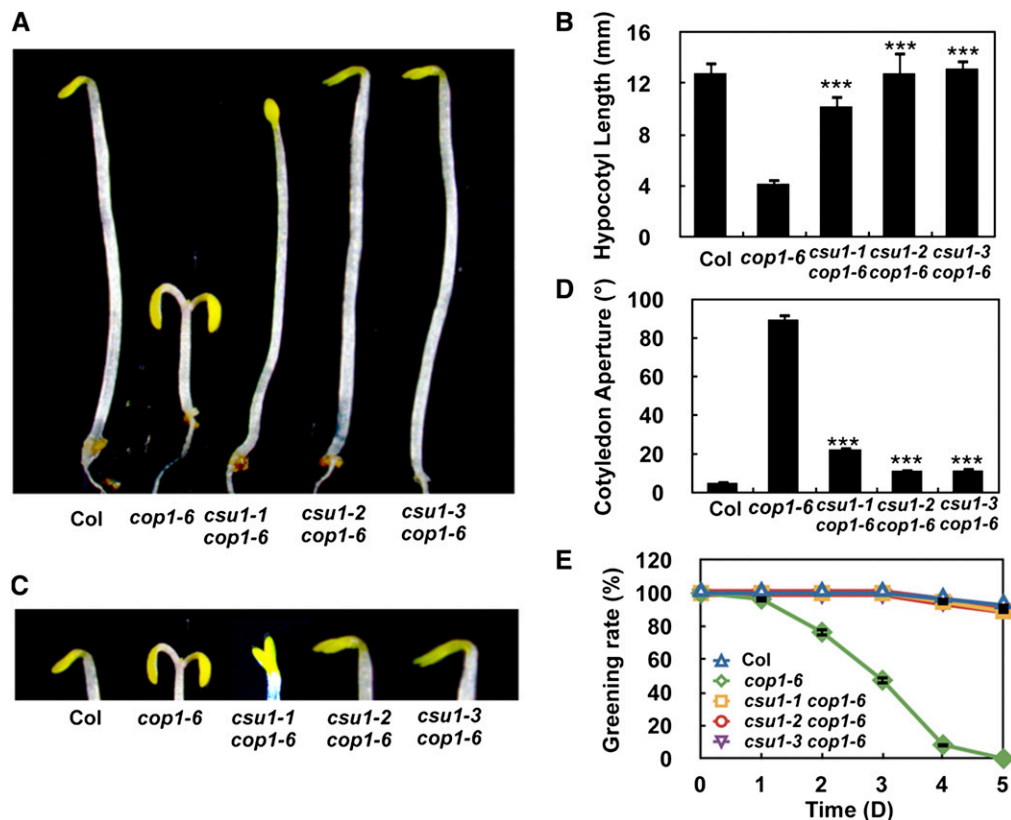 A
Col
cop1-6
csu1-1
cop1-6
csu1-2
cop1-6
csu1-3
cop1-6
B
Hypocotyl Length (mm)
16
12
8
4
0
***
***
***
Col
cop1-6
csu1-1
cop1-6
csu1-2
cop1-6
csu1-3
cop1-6
C
Col
cop1-6
csu1-1
cop1-6
csu1-2
cop1-6
csu1-3
cop1-6
D
Cotyledon Aperture (°)
100
80
60
40
20
0
***
***
***
Col
cop1-6
csu1-1
cop1-6
csu1-2
cop1-6
csu1-3
cop1-6
E
Greening rate (%)
120
100
80
60
40
20
0
Col
cop1-6
csu1-1 cop1-6
csu1-2 cop1-6
csu1-3 cop1-6
0 1 2 3 4 5
Time (D)